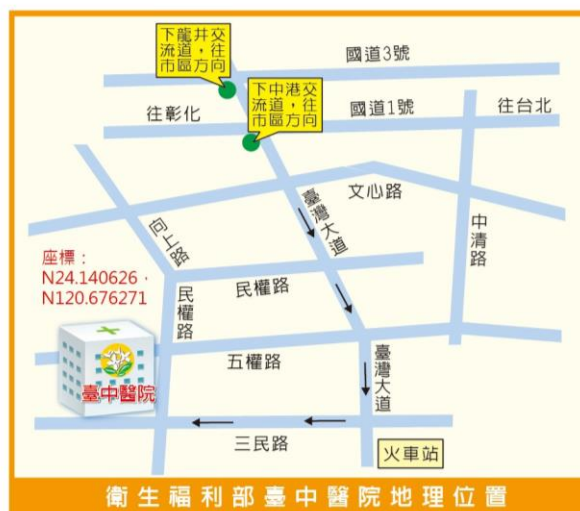 下龍井交
流道，往
市區方向
國道3號
下中港交
流道，往
市區方向
往彰化
國道1號
往台北
文心路
臺灣大道
向上路
中清路
座標：
N24.140626，
N120.676271
民權路
民權路
五權路
臺灣大道
臺中醫院
三民路
火車站
衛生福利部臺中醫院地理位置